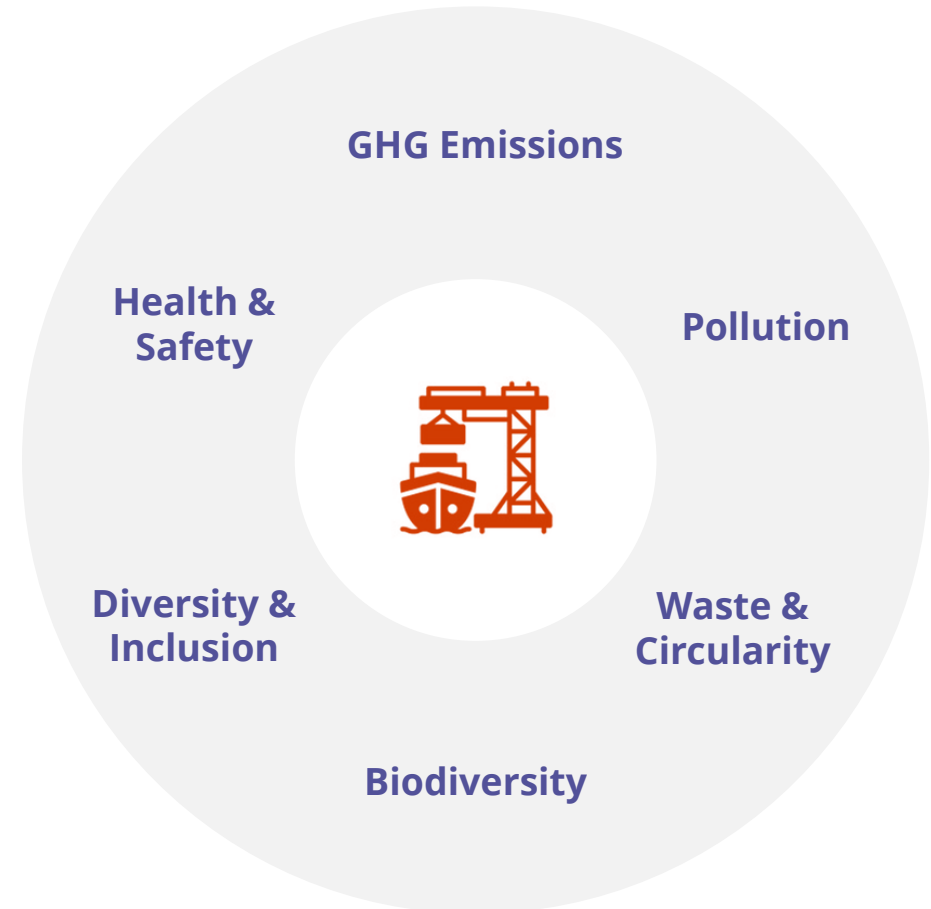 GHG Emissions
Health &
Safety
Pollution
Diversity &
Inclusion
Waste &
Circularity
Biodiversity